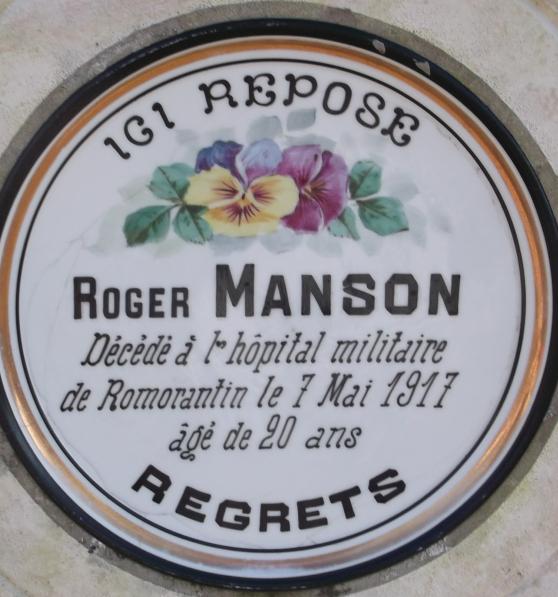 ICI REPOSE
ROGER MANSON
Décédé à l'hôpital militaire
de Romorantin le 7 Mai 1917
âgé de 20 ans
REGRETS